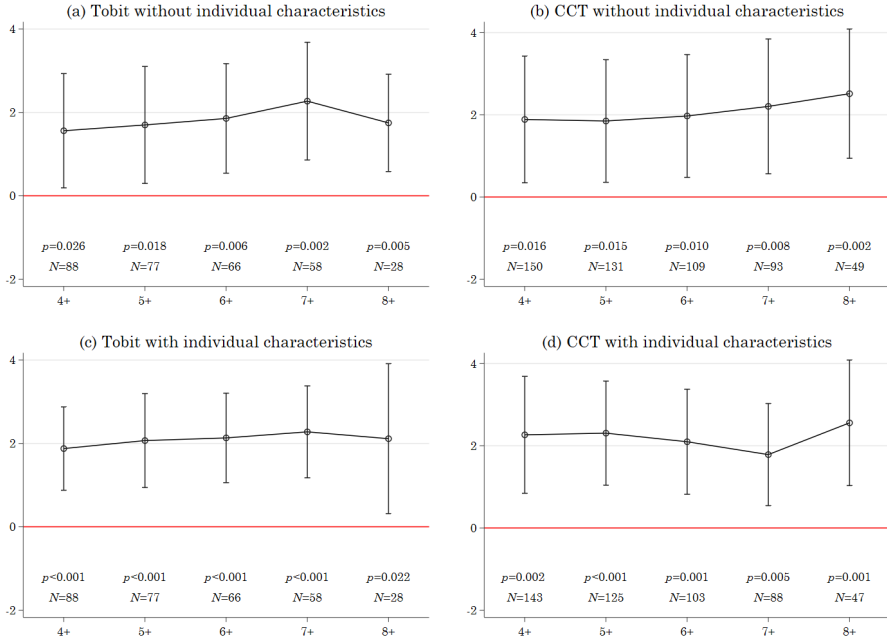 (a) Tobit without individual characteristics
4
2
0
-2
p=0.026 p=0.018 p=0.006 p=0.002 p=0.005
N=88 N=77 N=66 N=58 N=28
4+ 5+ 6+ 7+ 8+
(b) CCT without individual characteristics
4
2
0
-2
p=0.016 p=0.015 p=0.010 p=0.008 p=0.002
N=150 N=131 N=109 N=93 N=49
4+ 5+ 6+ 7+ 8+
(c) Tobit with individual characteristics
4
2
0
-2
p<0.001 p<0.001 p<0.001 p<0.001 p=0.022
N=88 N=77 N=66 N=58 N=28
4+ 5+ 6+ 7+ 8+
(d) CCT with individual characteristics
4
2
0
-2
p=0.002 p<0.001 p=0.001 p=0.005 p=0.001
N=143 N=125 N=103 N=88 N=47
4+ 5+ 6+ 7+ 8+